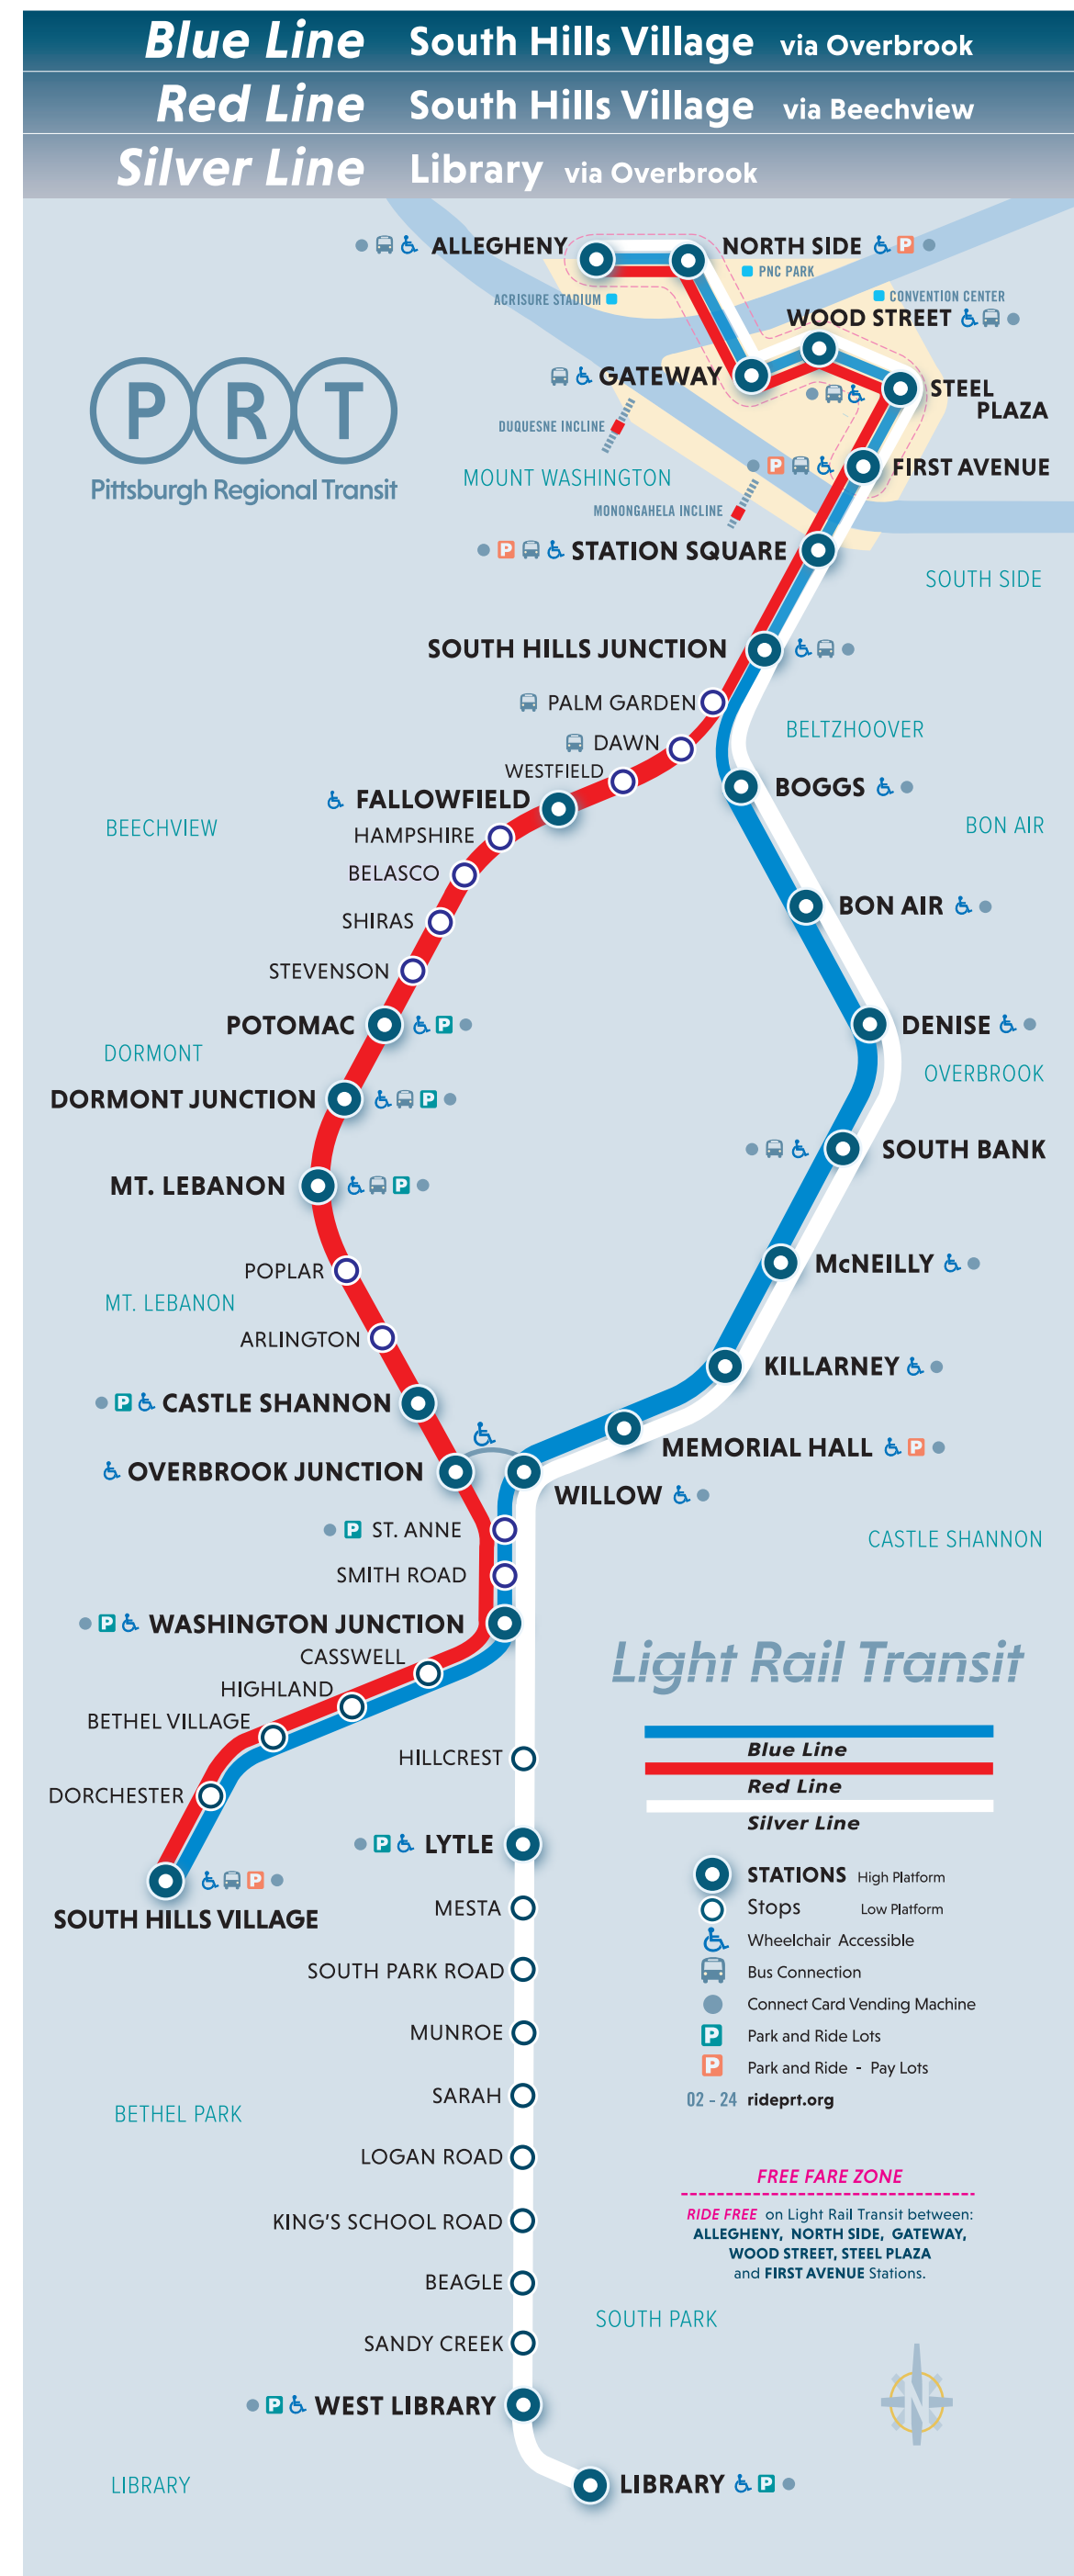 Blue Line South Hills Village via Overbrook
Red Line South Hills Village via Beechview
Silver Line Library via Overbrook
ALLEGHENY
NORTH SIDE P
PNC PARK
ACRISURE STADIUM
CONVENTION CENTER
WOOD STREET
PRT
Pittsburgh Regional Transit
GATEWAY
STEEL
PLAZA
DUQUESNE INCLINE
MOUNT WASHINGTON
P
FIRST AVENUE
MONONGAHELA INCLINE
P STATION SQUARE
SOUTH SIDE
SOUTH HILLS JUNCTION
PALM GARDEN
BELTZHOOVER
DAWN
WESTFIELD
BOGGS
FALLOWFIELD
BEECHVIEW
BON AIR
HAMPSHIRE
BELASCO
BON AIR
SHIRAS
STEVENSON
POTOMAC P
DENISE
DORMONT
OVERBROOK
DORMONT JUNCTION P
SOUTH BANK
MT. LEBANON P
McNEILLY
POPLAR
MT. LEBANON
ARLINGTON
KILLARNEY
P CASTLE SHANNON
MEMORIAL HALL P
OVERBROOK JUNCTION
WILLOW
P ST. ANNE
CASTLE SHANNON
SMITH ROAD
P WASHINGTON JUNCTION
CASSWELL
Light Rail Transit
HIGHLAND
BETHEL VILLAGE
Blue Line
HILLCREST
Red Line
DORCHESTER
Silver Line
P LYTLE
P
STATIONS High Platform
SOUTH HILLS VILLAGE
MESTA
Stops Low Platform
Wheelchair Accessible
SOUTH PARK ROAD
Bus Connection
Connect Card Vending Machine
MUNROE
P Park and Ride Lots
P Park and Ride - Pay Lots
SARAH
02 - 24 rideprt.org
BETHEL PARK
LOGAN ROAD
FREE FARE ZONE
RIDE FREE on Light Rail Transit between:
ALLEGHENY, NORTH SIDE, GATEWAY,
WOOD STREET, STEEL PLAZA
and FIRST AVENUE Stations.
KING'S SCHOOL ROAD
BEAGLE
SOUTH PARK
SANDY CREEK
P WEST LIBRARY
N
LIBRARY
LIBRARY P